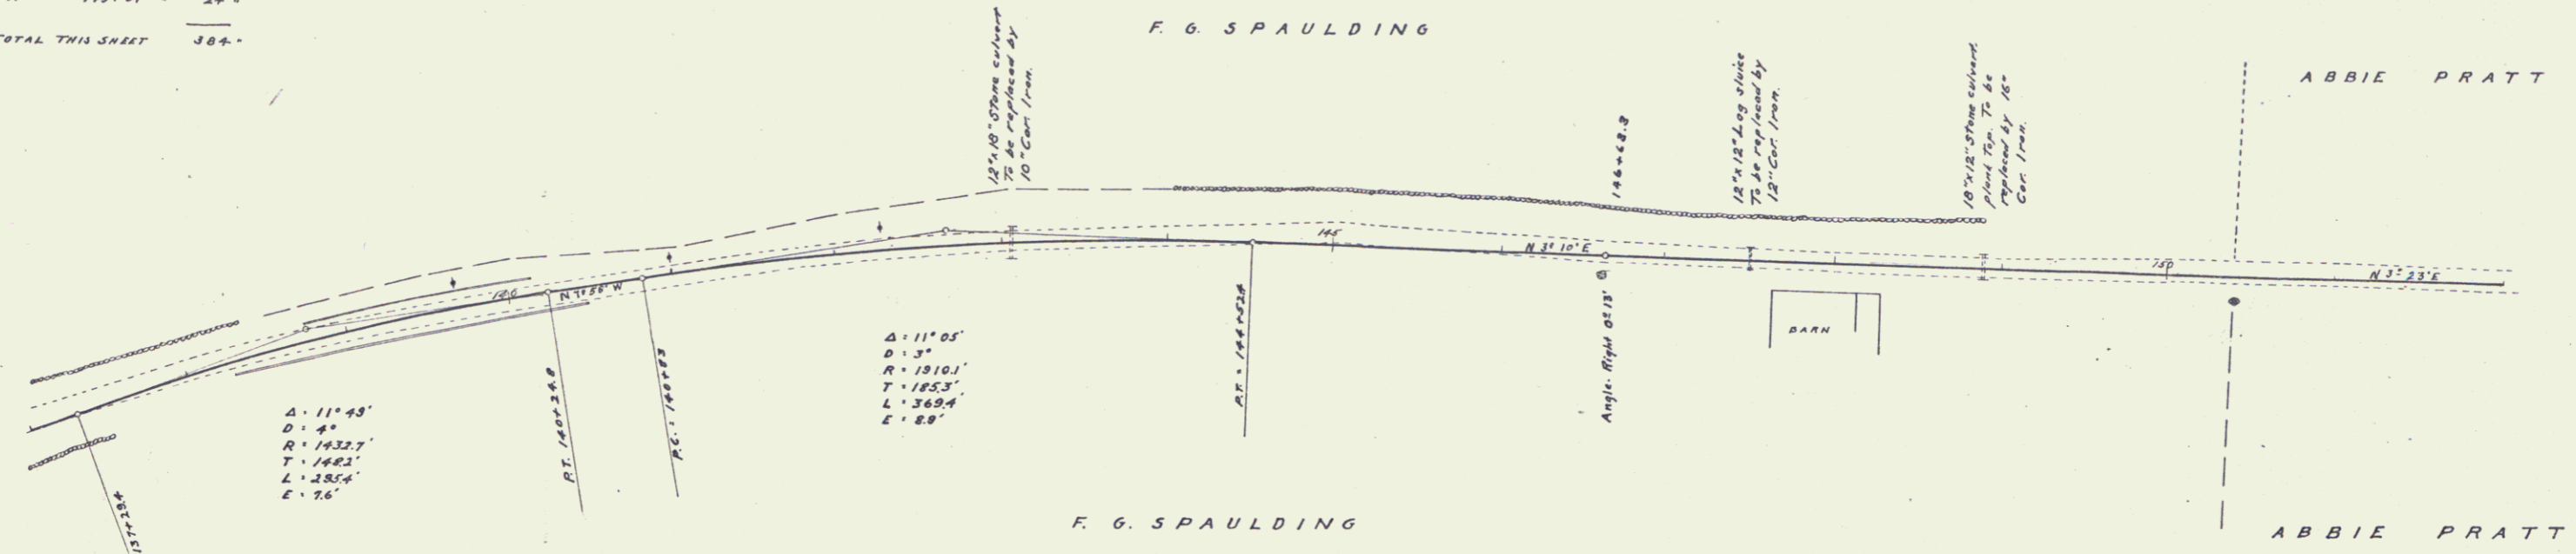 24 "
TOTAL THIS SHEET 384 "
F. G. SPAULDING
ABBIE PRATT
12"x18" Stone culvert
To be replaced by
10" Cor. Iron.
146+63.3
12"x12" Log sluice
To be replaced by
12" Cor. Iron.
18"x12" Stone culvert.
plank Top. To be
replaced by 16"
Cor. Iron.
145
N 3° 10' E
150
N 3° 23' E
140
N 7° 55' W
BARN
Δ = 11° 49'
D = 4°
R = 1432.7'
T = 148.2'
L = 295.4'
E = 7.6'
137+29.4
P.T. 140+24.8
P.C. = 140+83
Δ = 11° 05'
D = 3°
R = 1910.1'
T = 185.3'
L = 369.4'
E = 8.9'
P.T. = 144+52.4
Angle-Right 0° 13'
F. G. SPAULDING
ABBIE PRATT